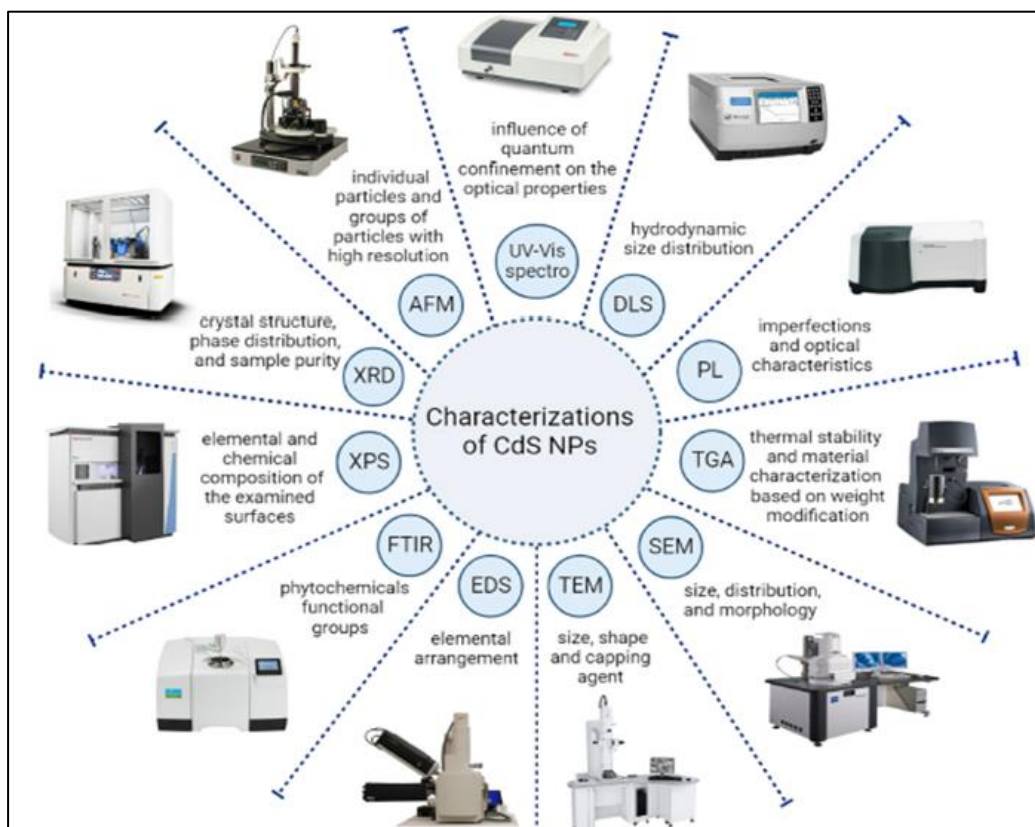 Characterizations
of CdS NPs
UV-Vis
spectro
influence of
quantum
confinement on the
optical properties
DLS
hydrodynamic
size distribution
PL
imperfections
and optical
characteristics
TGA
thermal stability
and material
characterization
based on weight
modification
SEM
size, distribution,
and morphology
TEM
size, shape
and capping
agent
EDS
elemental
arrangement
FTIR
phytochemicals
functional
groups
XPS
elemental and
chemical
composition of
the examined
surfaces
XRD
crystal structure,
phase distribution,
and sample purity
AFM
individual
particles and
groups of
particles with
high resolution